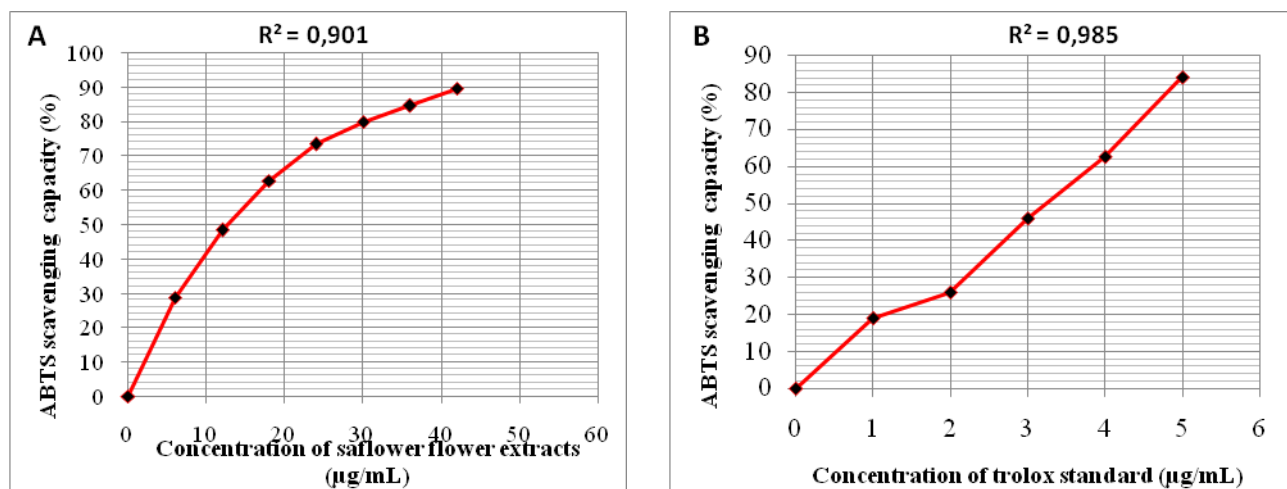 A
R² = 0,901
ABTS scavenging capacity (%)
100
90
80
70
60
50
40
30
20
10
0
0 10 20 30 40 50 60
Concentration of saflower flower extracts
(µg/mL)
B
R² = 0,985
ABTS scavenging capacity (%)
90
80
70
60
50
40
30
20
10
0
0 1 2 3 4 5 6
Concentration of trolox standard (µg/mL)